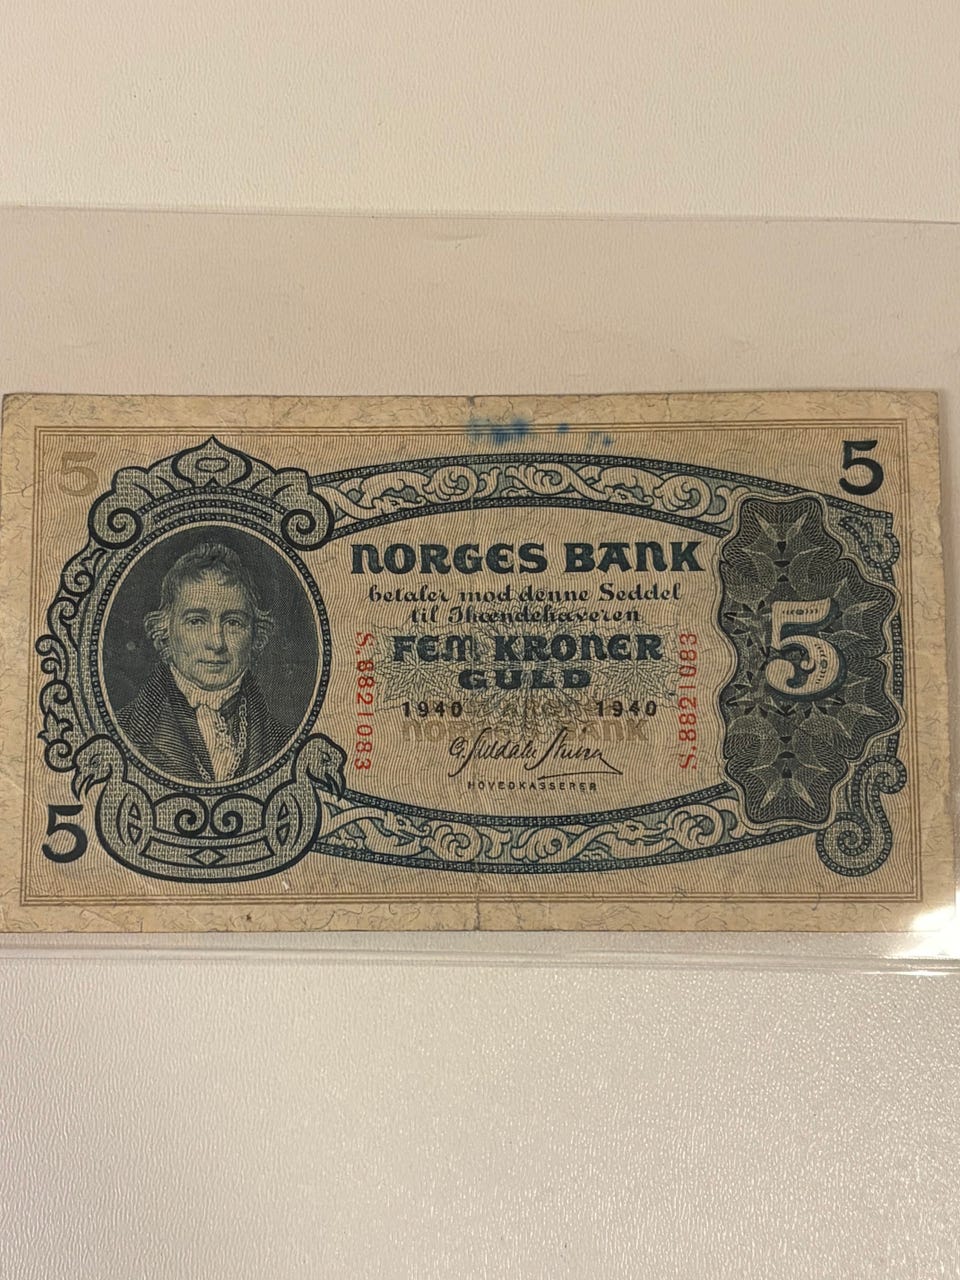 5
5
NORGES BANK
betaler mod denne Seddel
til Ihændehaveren
FEM KRONER
GULD
1940 1940
NORGES BANK
HOVEDKASSERER
S.8821083
S.8821083
5
5